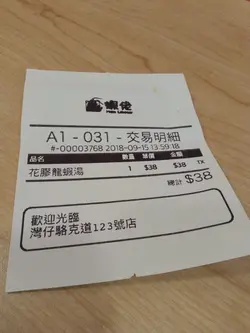 蝦佬
A1 - 031 - 交易明細
#-00003768 2018-09-15 13:59:18
品名 數量 單價 金額
花膠龍蝦湯 1 $38 $38 TX
總計 $38
歡迎光臨
灣仔駱克道123號店